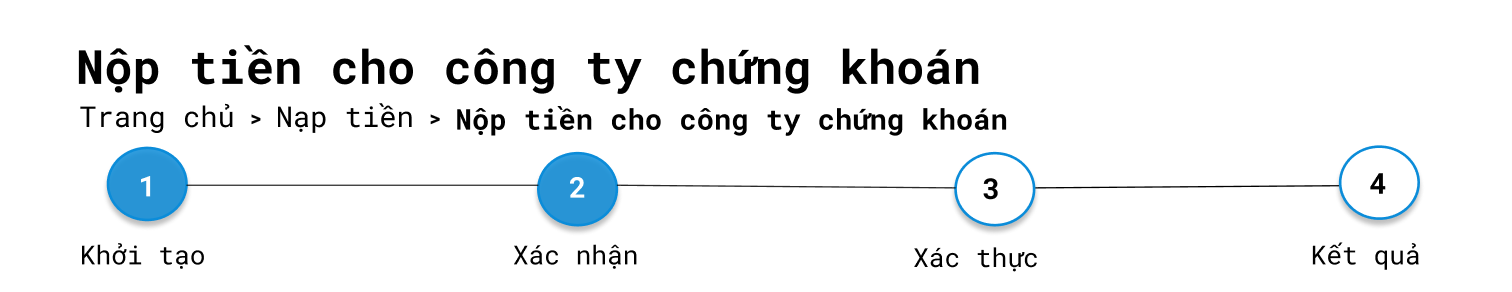 Nộp tiền cho công ty chứng khoán
Trang chủ > Nạp tiền > Nộp tiền cho công ty chứng khoán
1 2 3 4
Khởi tạo Xác nhận Xác thực Kết quả